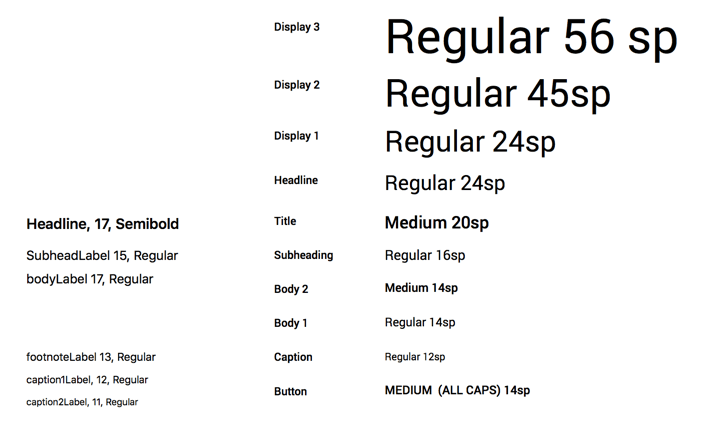 Display 3 Regular 56 sp
Display 2 Regular 45sp
Display 1 Regular 24sp
Headline Regular 24sp
Headline, 17, Semibold Title Medium 20sp
SubheadLabel 15, Regular Subheading Regular 16sp
bodyLabel 17, Regular
Body 2 Medium 14sp
Body 1 Regular 14sp
footnoteLabel 13, Regular Caption Regular 12sp
caption1Label, 12, Regular
Button MEDIUM (ALL CAPS) 14sp
caption2Label, 11, Regular